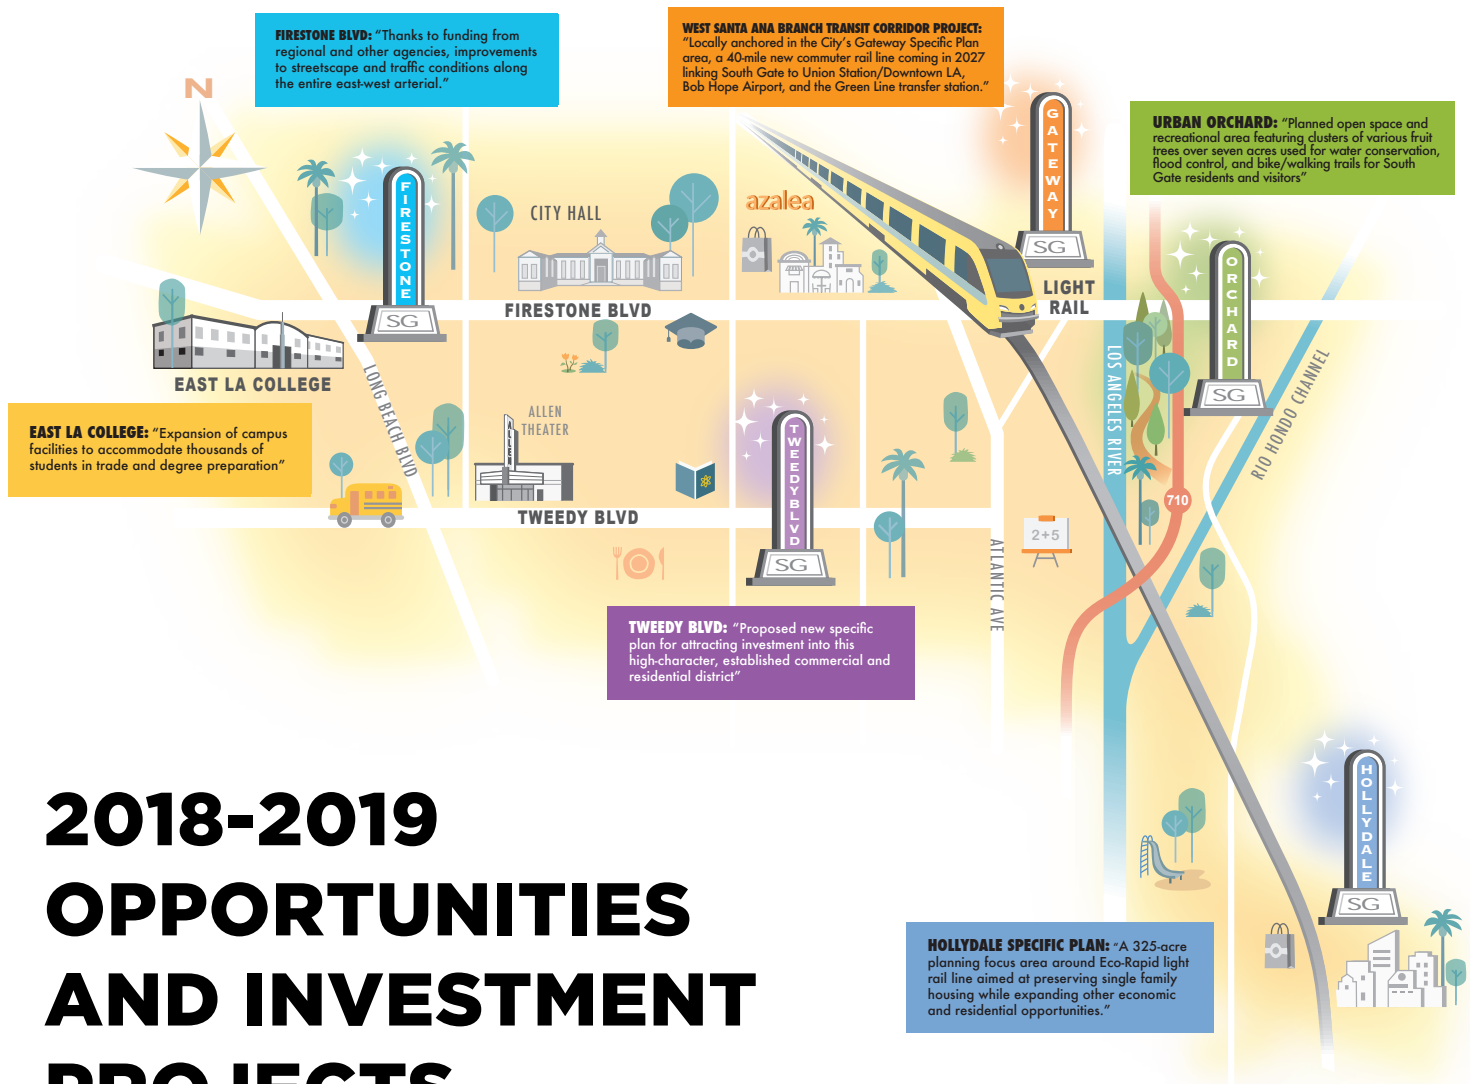 FIRESTONE BLVD: “Thanks to funding from
regional and other agencies, improvements
to streetscape and traffic conditions along
the entire east-west arterial.”
WEST SANTA ANA BRANCH TRANSIT CORRIDOR PROJECT:
“Locally anchored in the City’s Gateway Specific Plan
area, a 40-mile new commuter rail line coming in 2027
linking South Gate to Union Station/Downtown LA,
Bob Hope Airport, and the Green Line transfer station.”
URBAN ORCHARD: “Planned open space and
recreational area featuring clusters of various fruit
trees over seven acres used for water conservation,
flood control, and bike/walking trails for South
Gate residents and visitors”
N
FIRESTONE
SG
CITY HALL
azalea
GATEWAY
SG
LIGHT
RAIL
ORCHARD
SG
FIRESTONE BLVD
EAST LA COLLEGE
LONG BEACH BLVD
LOS ANGELES RIVER
RIO HONDO CHANNEL
EAST LA COLLEGE: “Expansion of campus
facilities to accommodate thousands of
students in trade and degree preparation”
ALLEN
THEATER
ALLEN
TWEEDY BLVD
TWEEDYBLVD
SG
710
2+5
ATLANTIC AVE
TWEEDY BLVD: “Proposed new specific
plan for attracting investment into this
high-character, established commercial and
residential district”
HOLLYDALE
SG
HOLLYDALE SPECIFIC PLAN: “A 325-acre
planning focus area around Eco-Rapid light
rail line aimed at preserving single family
housing while expanding other economic
and residential opportunities.”
2018-2019
OPPORTUNITIES
AND INVESTMENT
PROJECTS